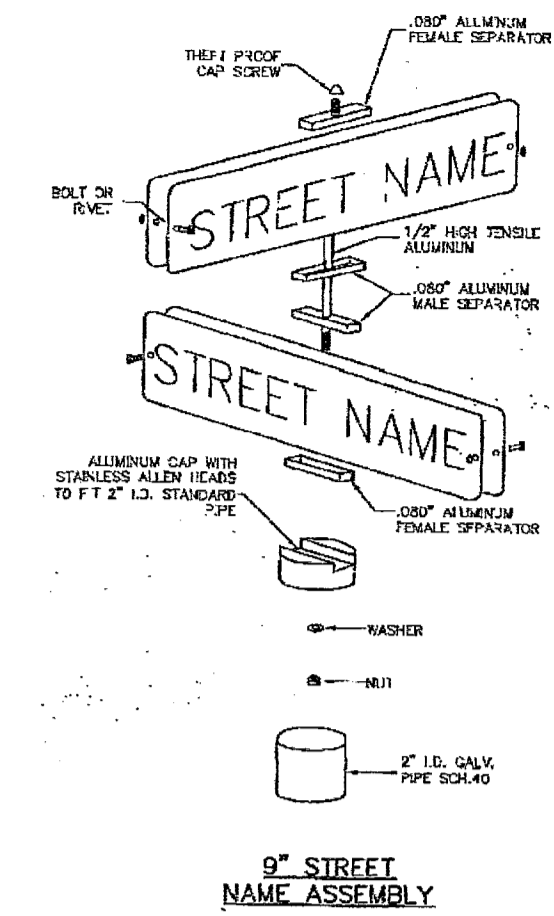 .080" ALUMINUM
FEMALE SEPARATOR
THEFT PROOF
CAP SCREW
STREET NAME
BOLT OR
RIVET
1/2" HIGH TENSILE
ALUMINUM
.080" ALUMINUM
MALE SEPARATOR
STREET NAME
ALUMINUM CAP WITH
STAINLESS ALLEN HEADS
TO FIT 2" I.D. STANDARD
PIPE
.080" ALUMINUM
FEMALE SEPARATOR
WASHER
NUT
2" I.D. GALV.
PIPE SCH.40
9" STREET
NAME ASSEMBLY